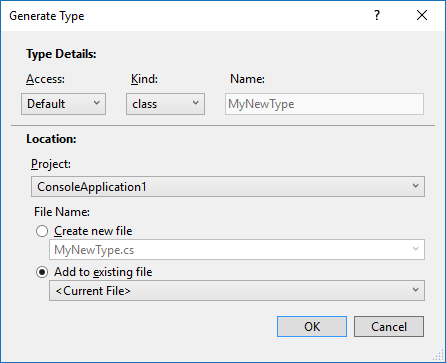 Generate Type
Type Details:
Access: Kind: Name:
Default class MyNewType
Location:
Project:
ConsoleApplication1
File Name:
Create new file
MyNewType.cs
Add to existing file
<Current File>
OK Cancel